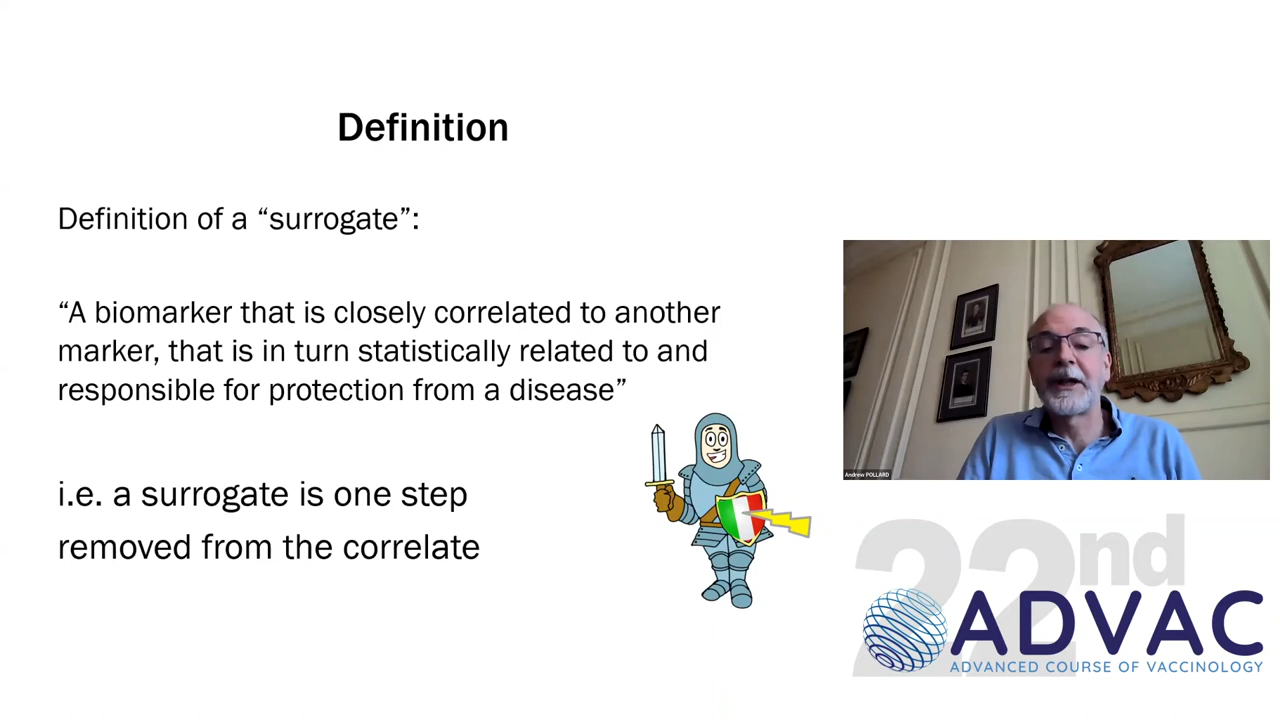 Definition
Definition of a “surrogate”:
“A biomarker that is closely correlated to another
marker, that is in turn statistically related to and
responsible for protection from a disease”
i.e. a surrogate is one step
removed from the correlate
Andrew POLLARD
22nd
ADVAC
ADVANCED COURSE OF VACCINOLOGY